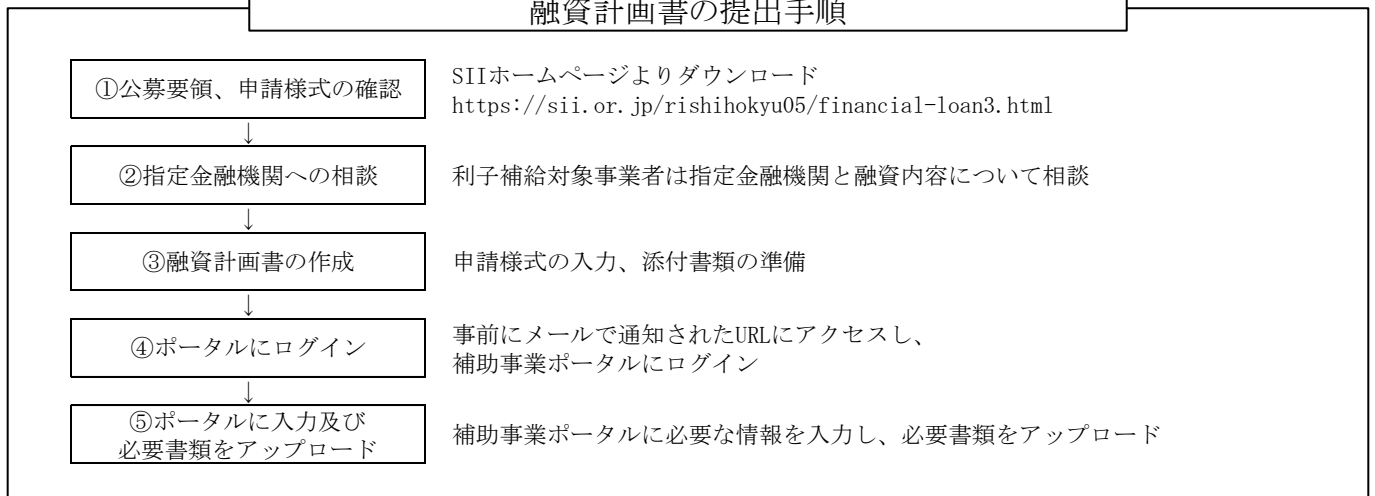 融資計画書の提出手順
①公募要領、申請様式の確認
SIIホームページよりダウンロード
https://sii.or.jp/rishihokyu05/financial-loan3.html
↓
②指定金融機関への相談
利子補給対象事業者は指定金融機関と融資内容について相談
↓
③融資計画書の作成
申請様式の入力、添付書類の準備
↓
④ポータルにログイン
事前にメールで通知されたURLにアクセスし、
補助事業ポータルにログイン
↓
⑤ポータルに入力及び
必要書類をアップロード
補助事業ポータルに必要な情報を入力し、必要書類をアップロード